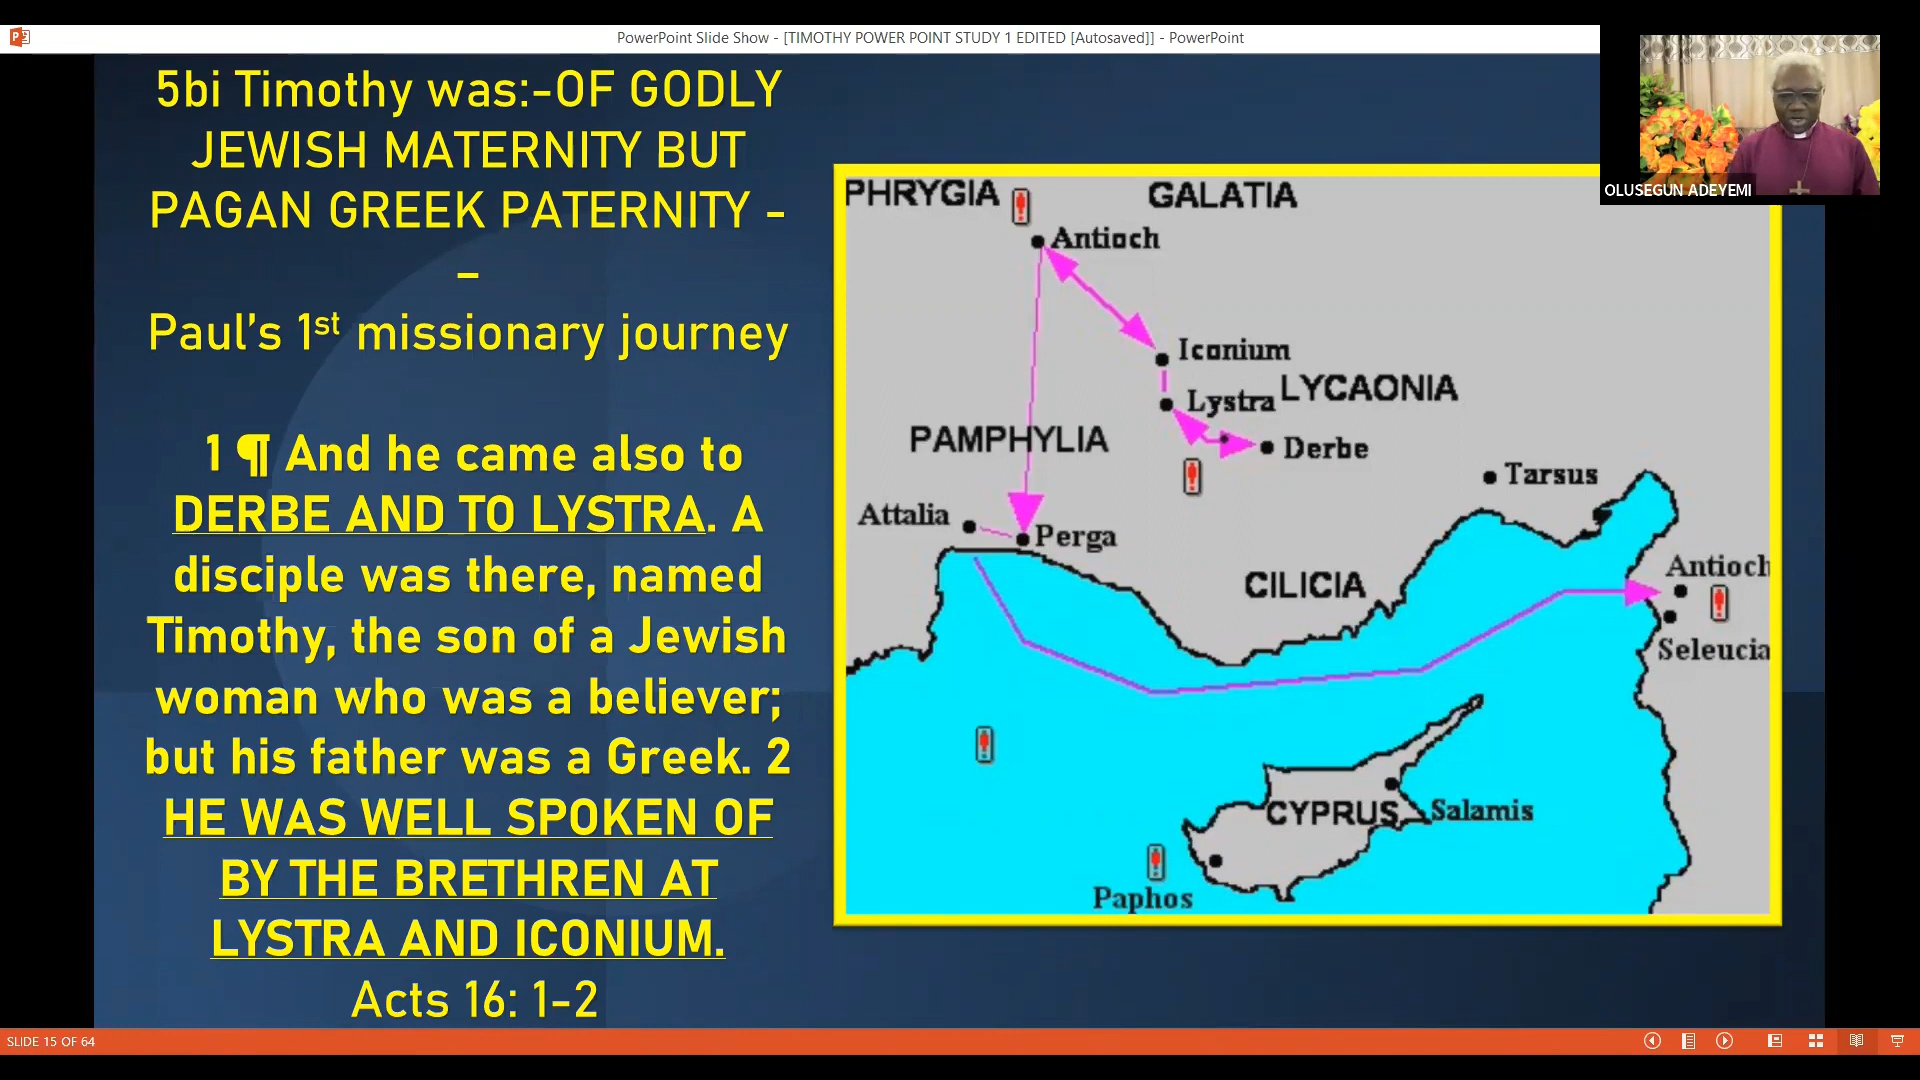 PowerPoint Slide Show - [TIMOTHY POWER POINT STUDY 1 EDITED [Autosaved]] - PowerPoint
5bi Timothy was:-OF GODLY
JEWISH MATERNITY BUT
PAGAN GREEK PATERNITY -
–
Paul’s 1st missionary journey
1 ¶ And he came also to
DERBE AND TO LYSTRA. A
disciple was there, named
Timothy, the son of a Jewish
woman who was a believer;
but his father was a Greek. 2
HE WAS WELL SPOKEN OF
BY THE BRETHREN AT
LYSTRA AND ICONIUM.
Acts 16: 1-2
PHRYGIA
GALATIA
Antioch
Iconium
Lystra
LYCAONIA
PAMPHYLIA
Derbe
Tarsus
Attalia
Perga
CILICIA
Antioch
Seleucia
CYPRUS
Salamis
Paphos
OLUSEGUN ADEYEMI
SLIDE 15 OF 64